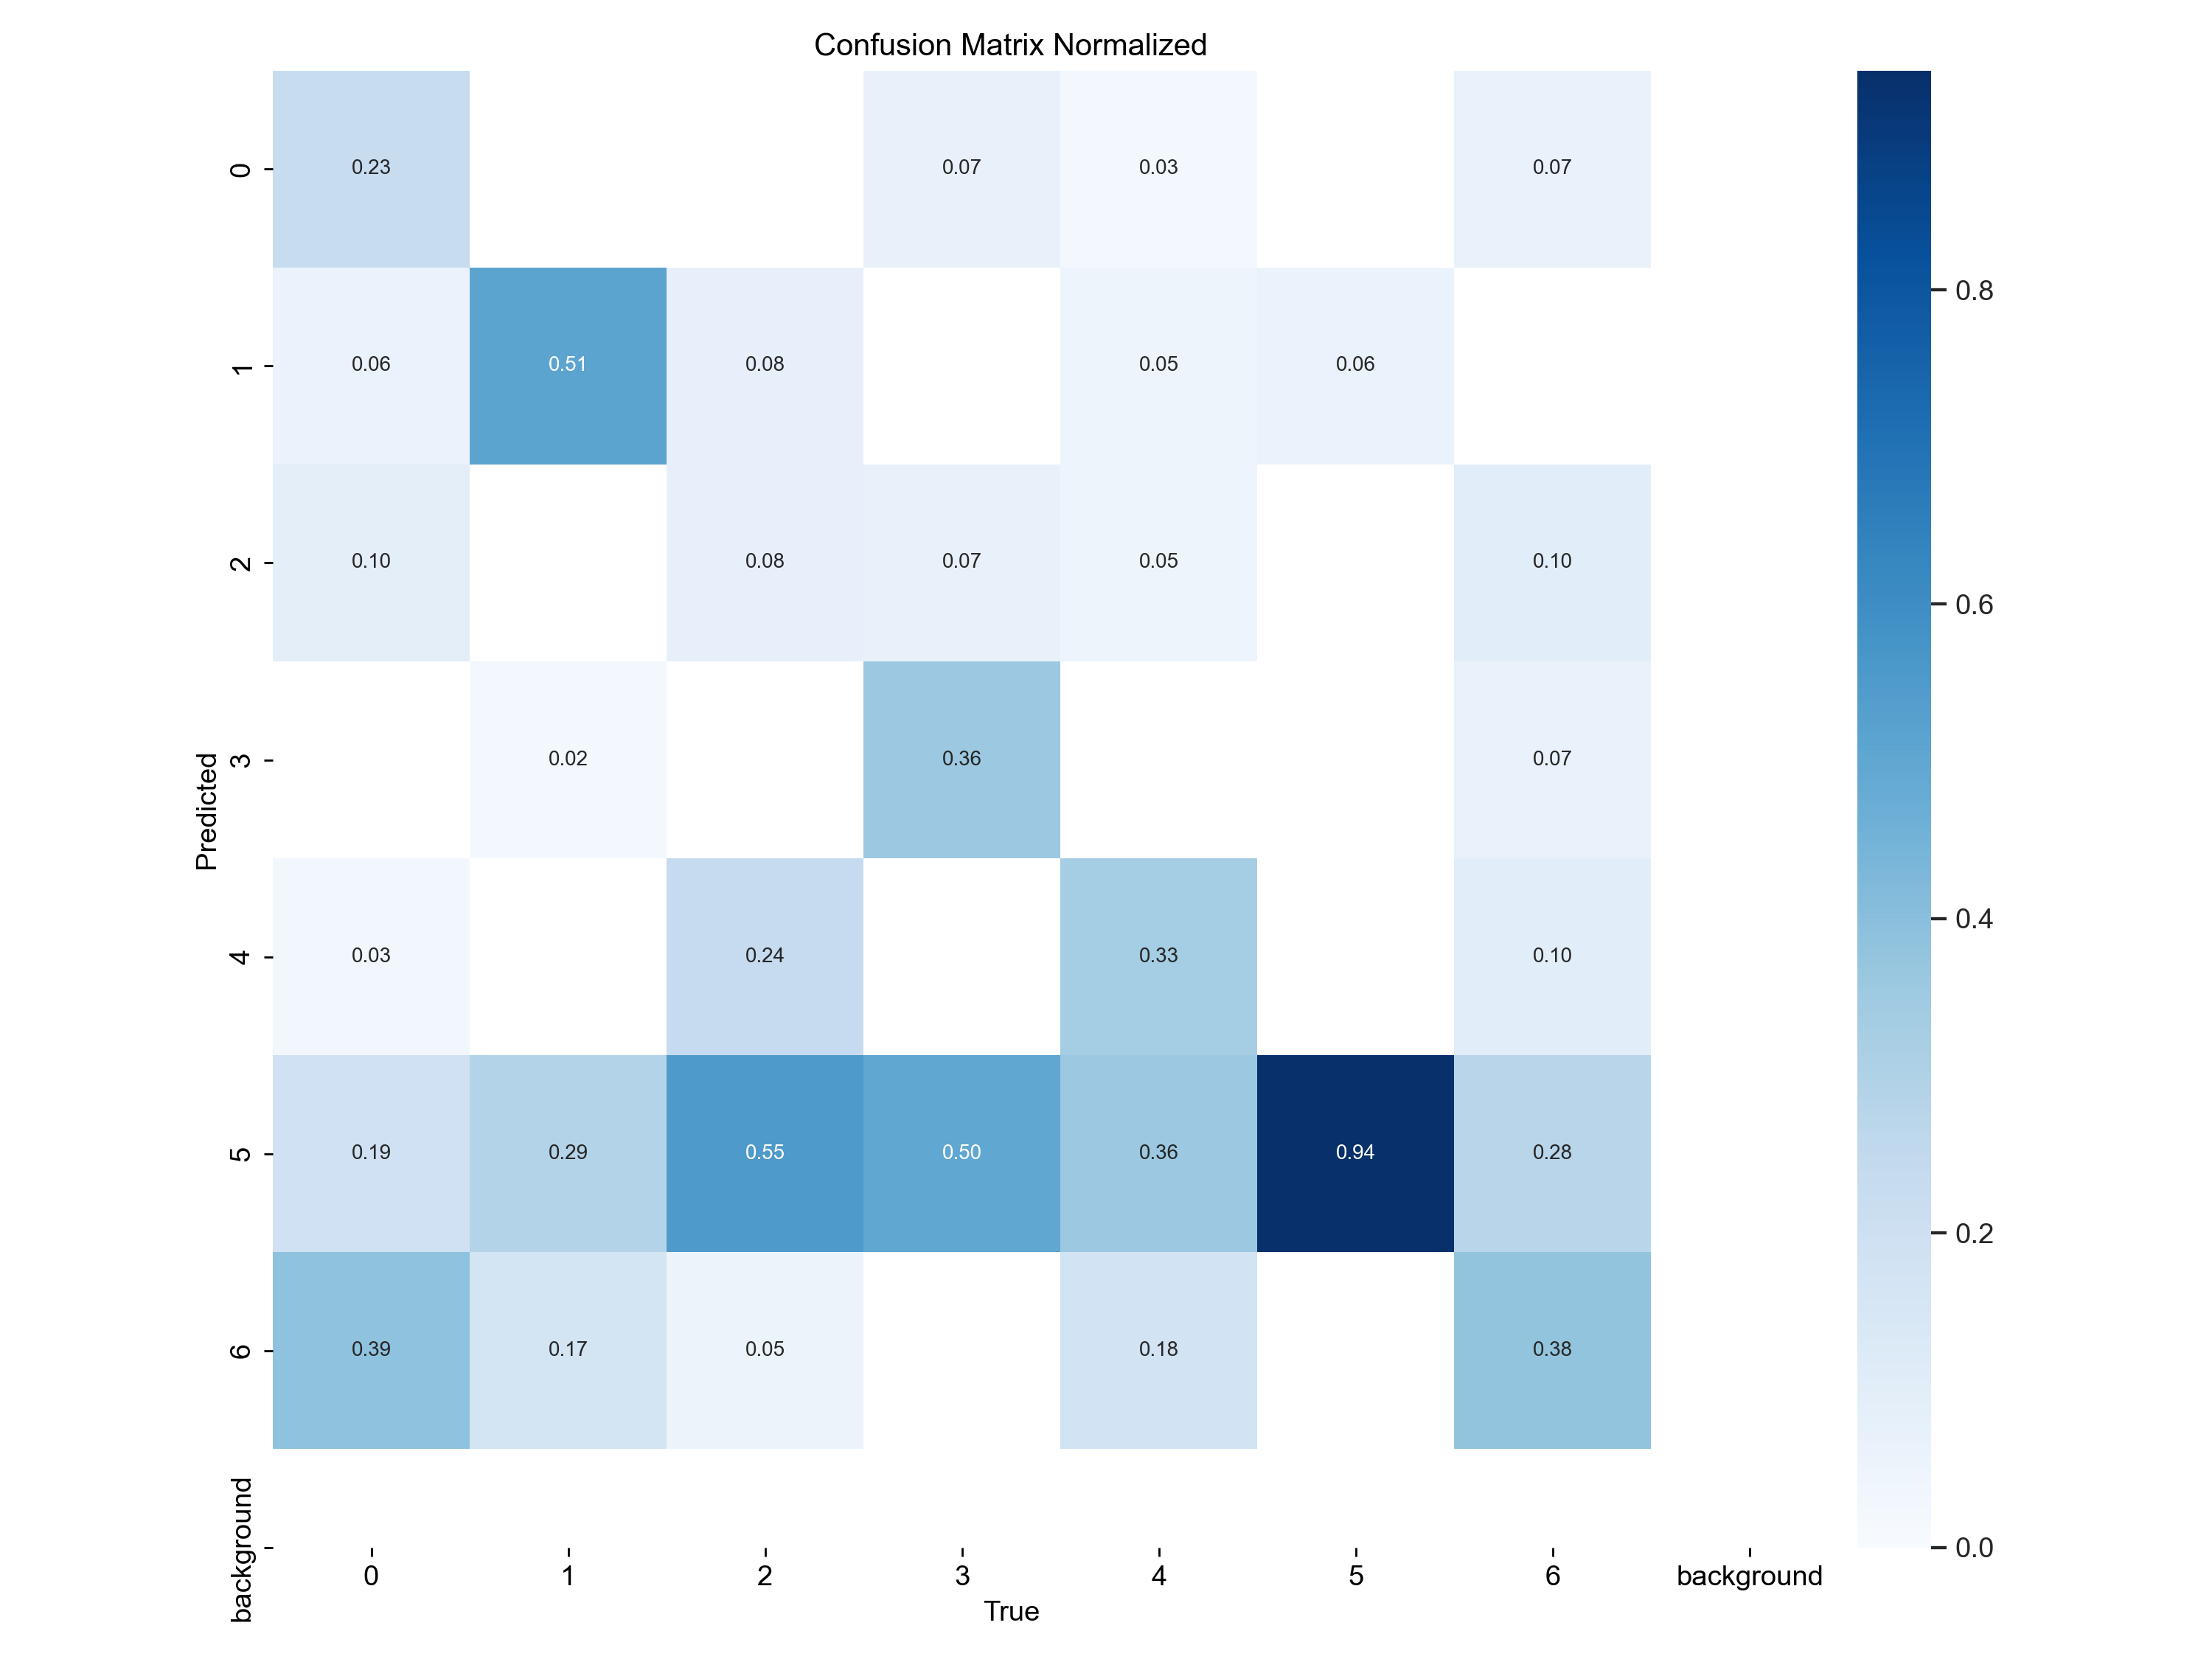 Confusion Matrix Normalized
0 0.23 0.07 0.03 0.07
1 0.06 0.51 0.08 0.05 0.06
2 0.10 0.08 0.07 0.05 0.10
3 0.02 0.36 0.07
4 0.03 0.24 0.33 0.10
5 0.19 0.29 0.55 0.50 0.36 0.94 0.28
6 0.39 0.17 0.05 0.18 0.38
background
Predicted
0 1 2 3 4 5 6 background
True
0.8
0.6
0.4
0.2
0.0